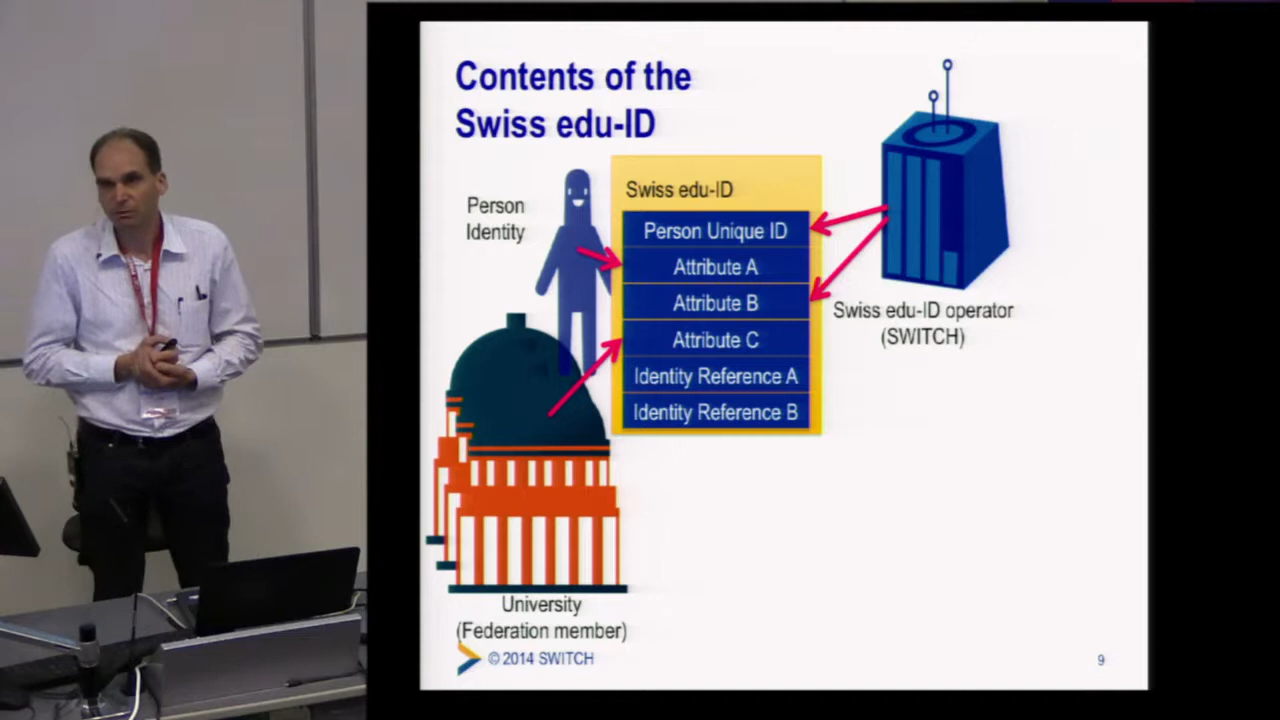 Contents of the
Swiss edu-ID
Person
Identity
Swiss edu-ID
Person Unique ID
Attribute A
Attribute B
Attribute C
Identity Reference A
Identity Reference B
Swiss edu-ID operator
(SWITCH)
University
(Federation member)
© 2014 SWITCH
9